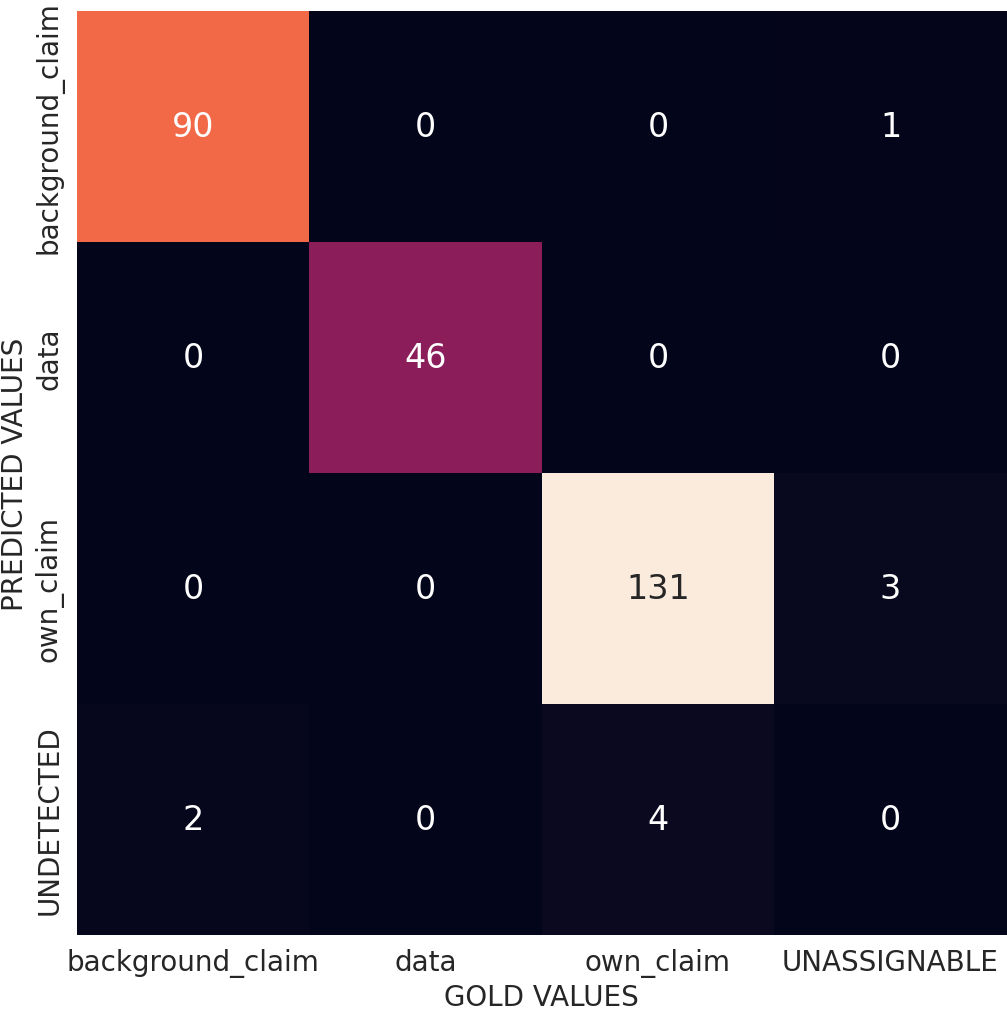 PREDICTED VALUES
background_claim
90 0 0 1
data
0 46 0 0
own_claim
0 0 131 3
UNDETECTED
2 0 4 0
background_claim data own_claim UNASSIGNABLE
GOLD VALUES